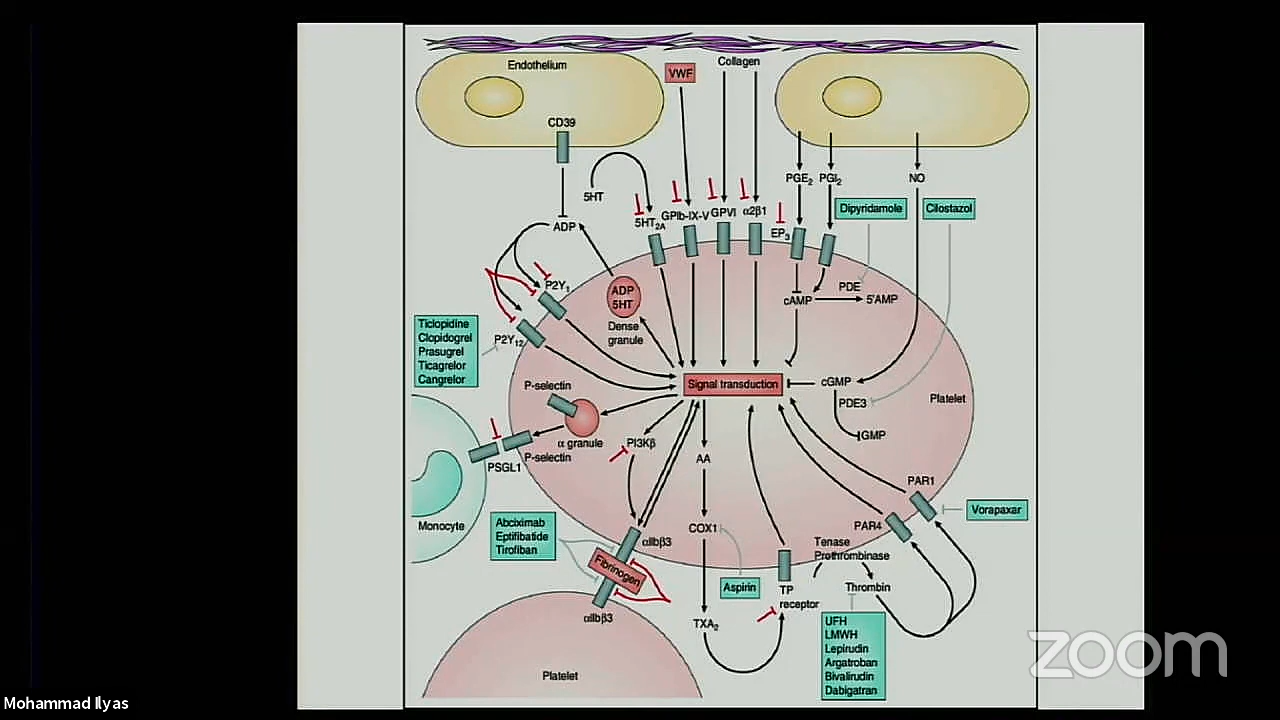 Endothelium
VWF
Collagen
CD39
5HT
PGE2
PGI2
NO
Dipyridamole
Cilostazol
ADP
5HT2A
GPIb-IX-V
GPVI
α2β1
EP3
P2Y1
ADP
5HT
Dense
granule
cAMP
PDE
5'AMP
Ticlopidine
Clopidogrel
Prasugrel
Ticagrelor
Cangrelor
P2Y12
P-selectin
Signal transduction
cGMP
PDE3
Platelet
α granule
P-selectin
PSGL1
PI3Kβ
AA
GMP
PAR1
Monocyte
Abciximab
Eptifibatide
Tirofiban
αIIbβ3
COX1
PAR4
Vorapaxar
Tenase
Prothrombinase
Fibrinogen
Aspirin
TP
receptor
Thrombin
αIIbβ3
TXA2
UFH
LMWH
Lepirudin
Argatroban
Bivalirudin
Dabigatran
Platelet
zoom
Mohammad Ilyas